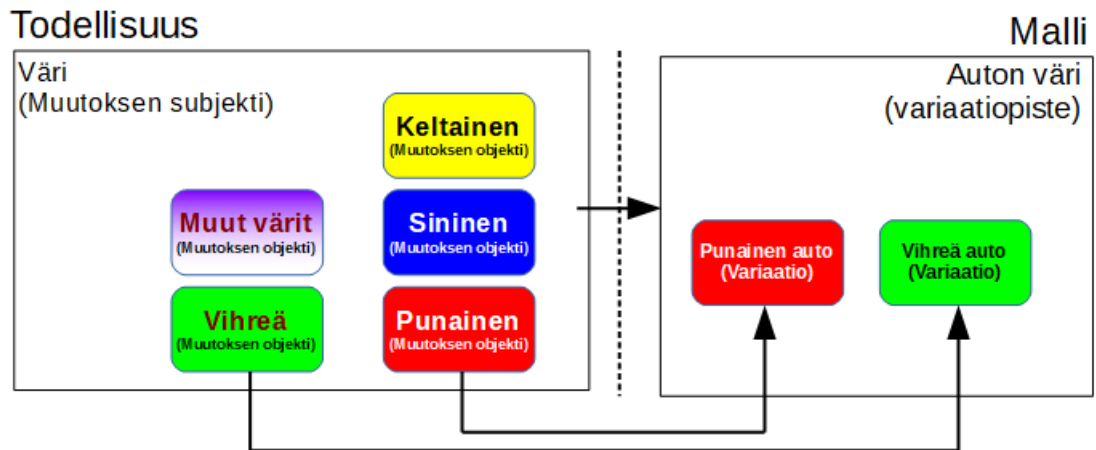 Todellisuus
Väri
(Muutoksen subjekti)
Keltainen
(Muutoksen objekti)
Muut värit
(Muutoksen objekti)
Sininen
(Muutoksen objekti)
Vihreä
(Muutoksen objekti)
Punainen
(Muutoksen objekti)
Malli
Auton väri
(variaatiopiste)
Punainen auto
(Variaatio)
Vihreä auto
(Variaatio)